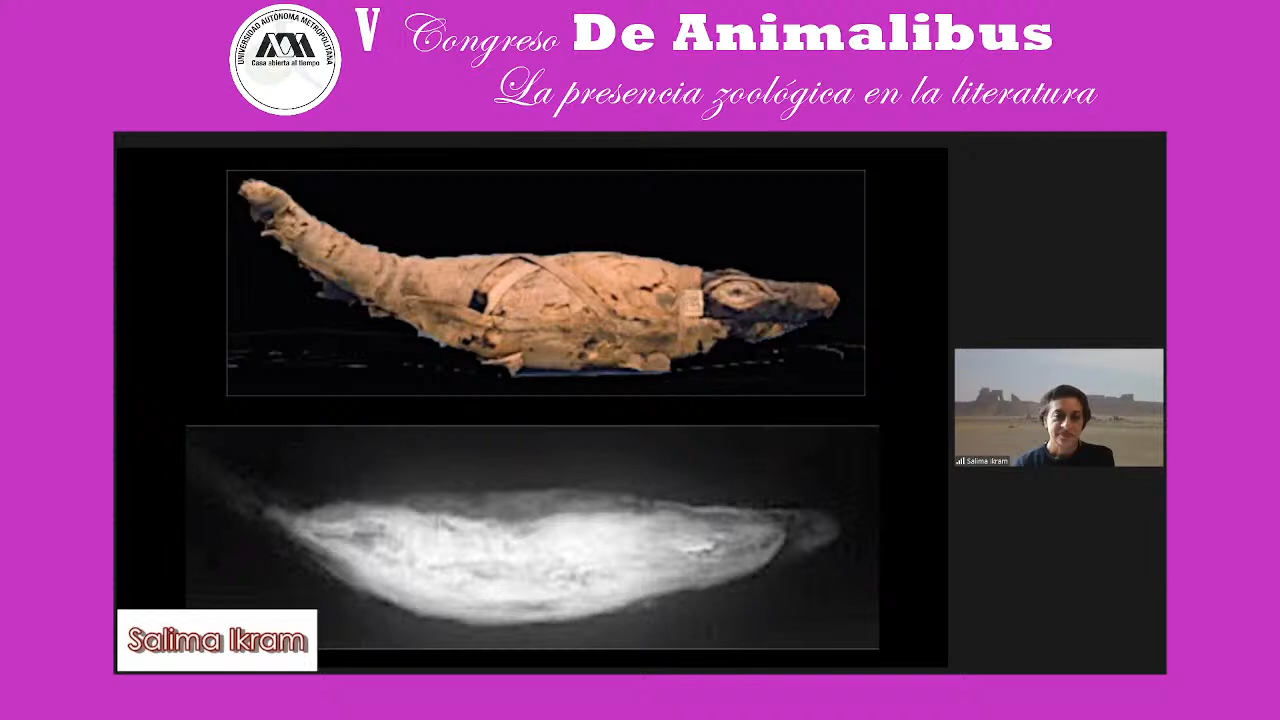 UNIVERSIDAD AUTÓNOMA METROPOLITANA
Casa abierta al tiempo
V Congreso De Animalibus
La presencia zoológica en la literatura
Salima Ikram
Salima Ikram